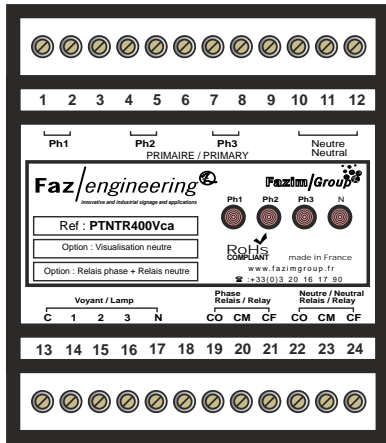 1 2 3 4 5 6 7 8 9 10 11 12
Ph1 Ph2 Ph3 Neutre
Neutral
PRIMAIRE / PRIMARY
Faz/engineering
Innovative and industrial signage and applications
Fazim/Group
Ph1 Ph2 Ph3 N
Ref : PTNTR400Vca
Option : Visualisation neutre
Option : Relais phase + Relais neutre
RoHs
COMPLIANT
made in France
www.fazimgroup.fr
☎ :+33(0)3 20 16 17 90
Voyant / Lamp
Phase
Relais / Relay
Neutre / Neutral
Relais / Relay
C 1 2 3 N CO CM CF CO CM CF
13 14 15 16 17 18 19 20 21 22 23 24